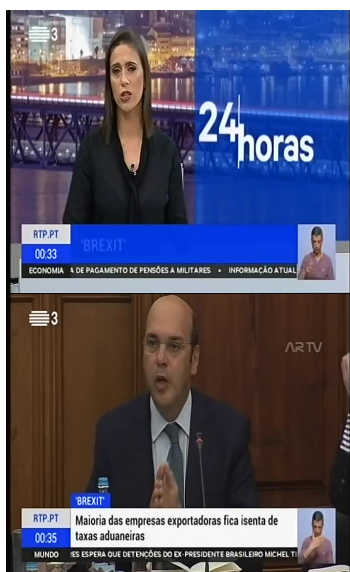 3
24
horas
RTP.PT
'BREXIT'
00:33
ECONOMIA A DE PAGAMENTO DE PENSÕES A MILITARES • INFORMAÇÃO ATUAL
3
ARTV
'BREXIT'
RTP.PT
Maioria das empresas exportadoras fica isenta de
taxas aduaneiras
00:35
MUNDO ES ESPERA QUE DETENÇÕES DO EX-PRESIDENTE BRASILEIRO MICHEL TE